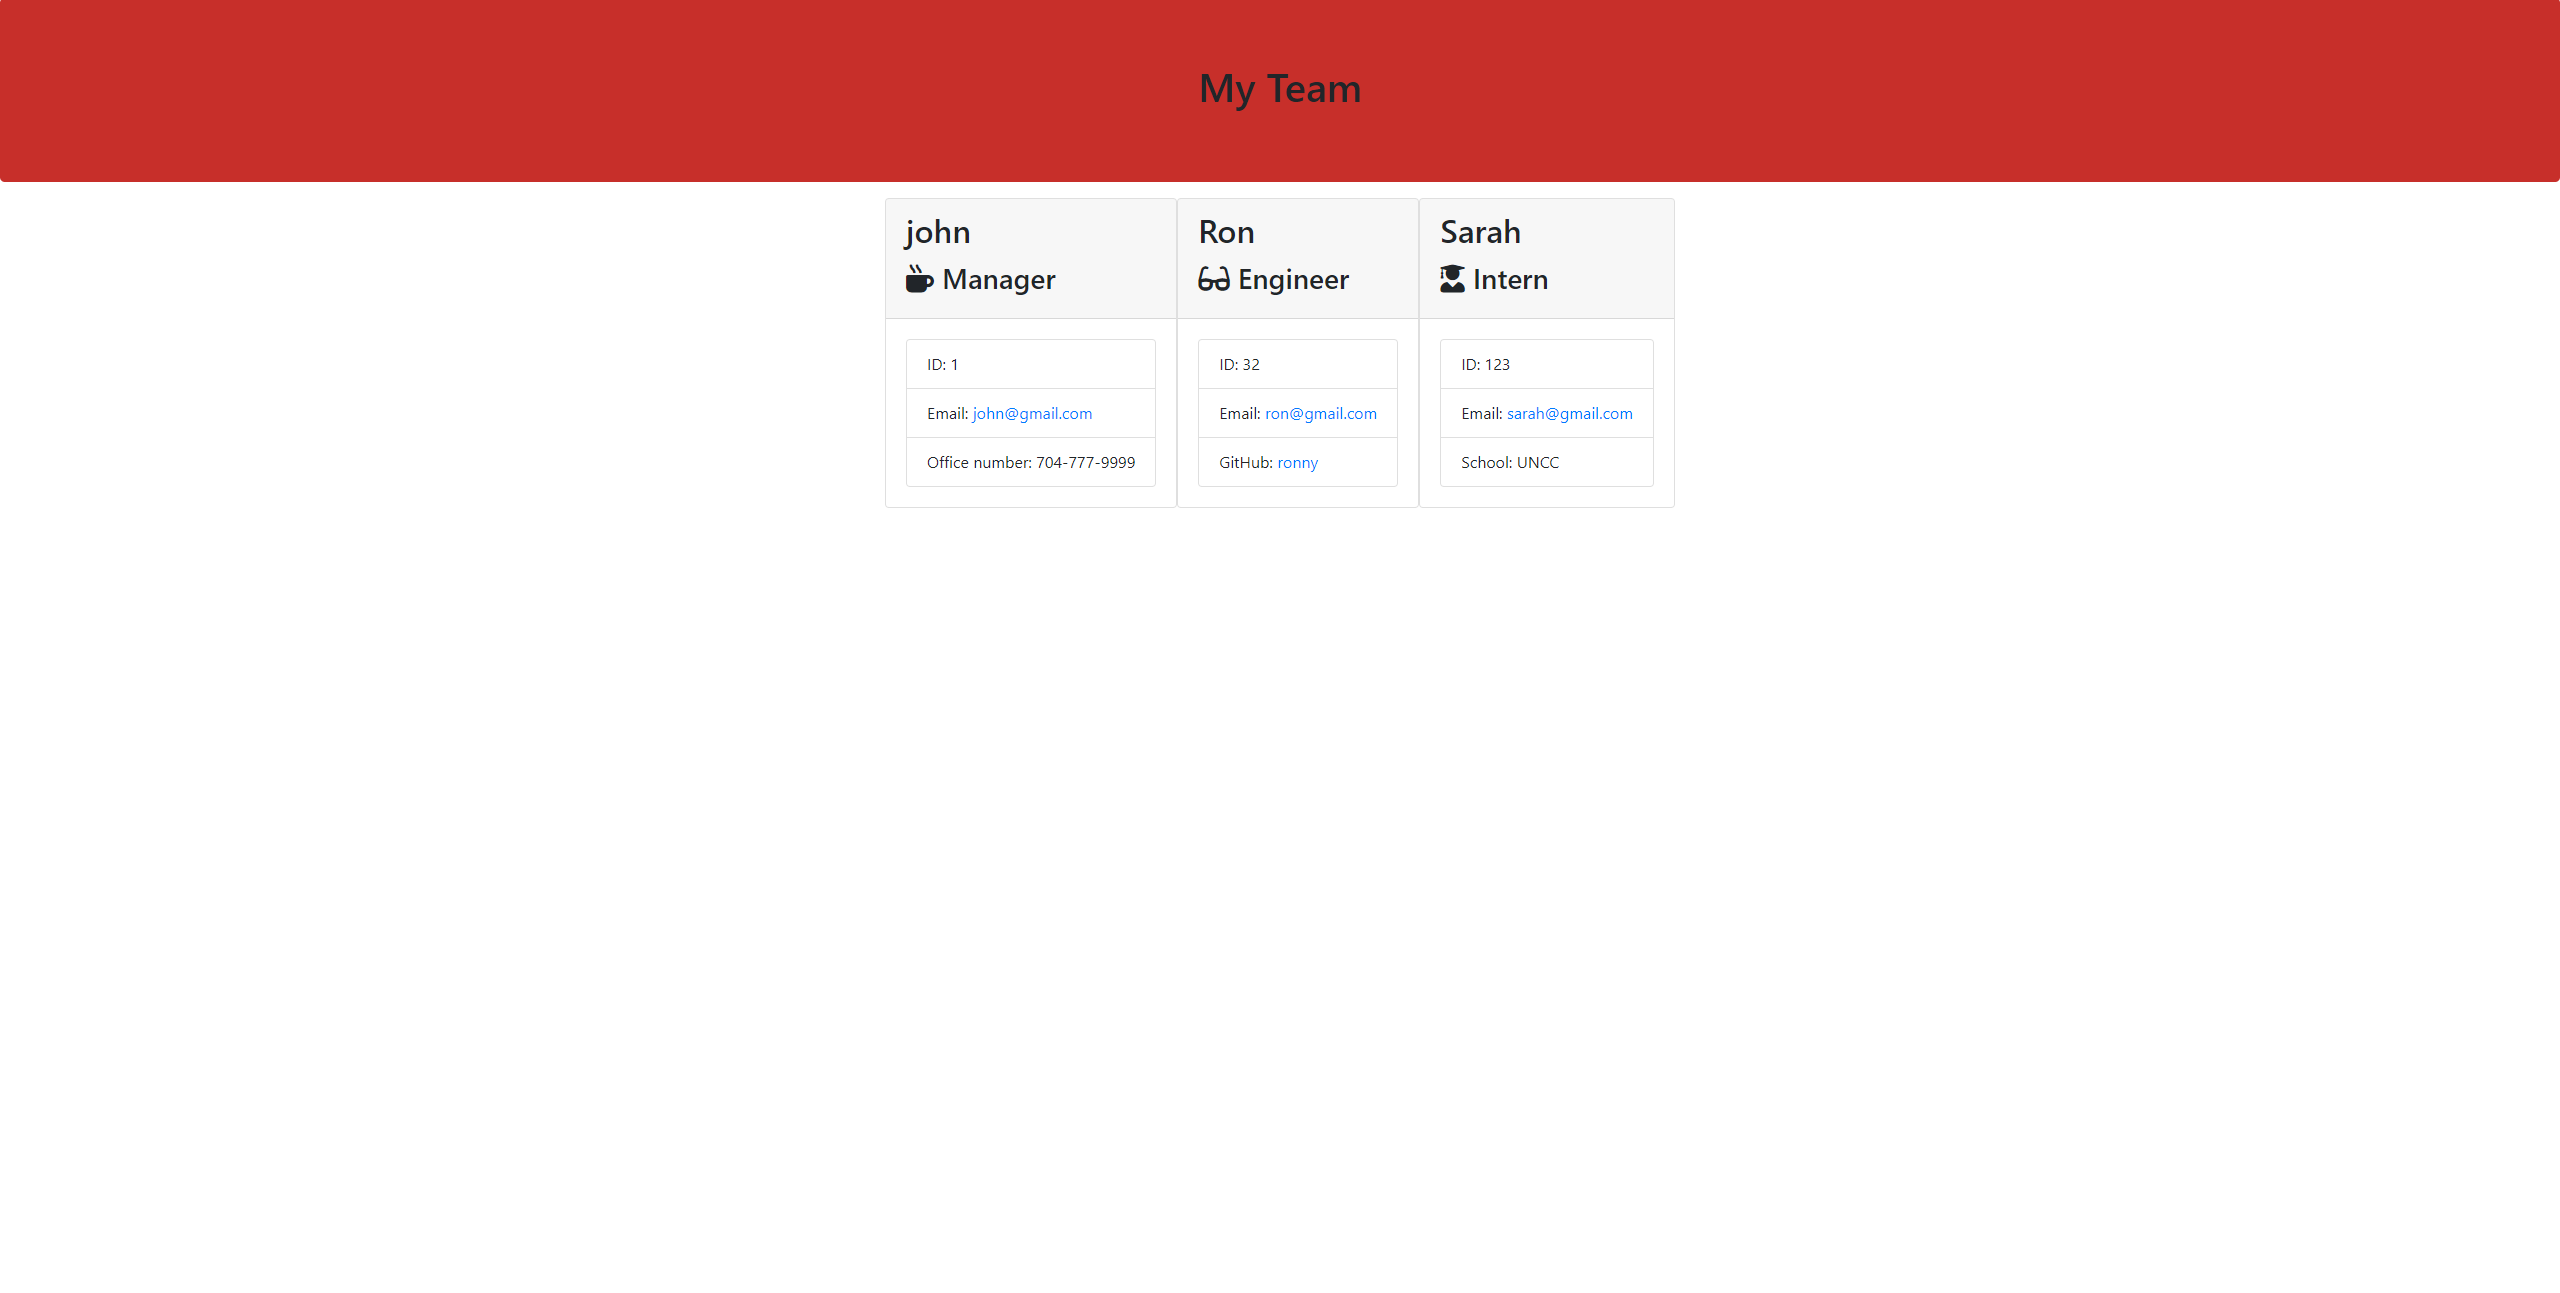 My Team
john
Manager
ID: 1
Email: john@gmail.com
Office number: 704-777-9999
Ron
Engineer
ID: 32
Email: ron@gmail.com
GitHub: ronny
Sarah
Intern
ID: 123
Email: sarah@gmail.com
School: UNCC